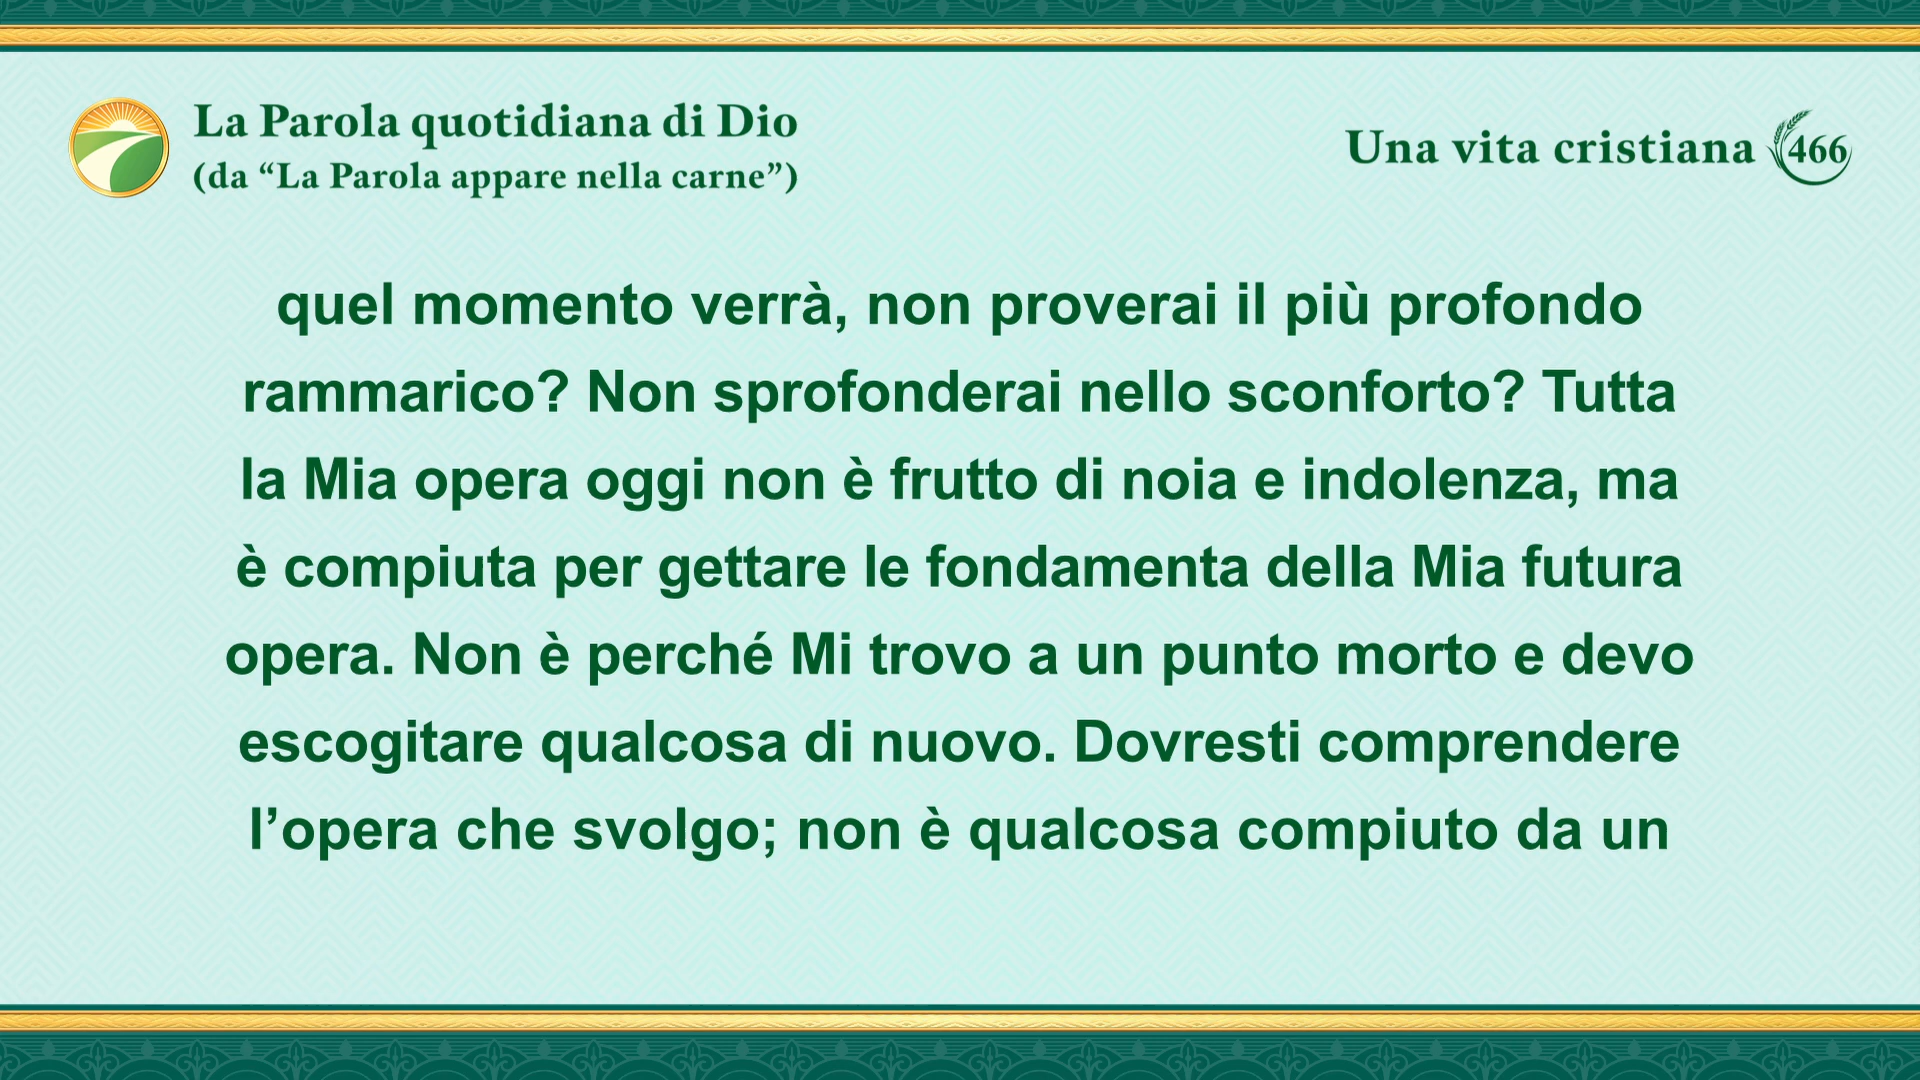 La Parola quotidiana di Dio
(da “La Parola appare nella carne”)
Una vita cristiana 466
quel momento verrà, non proverai il più profondo
rammarico? Non sprofonderai nello sconforto? Tutta
la Mia opera oggi non è frutto di noia e indolenza, ma
è compiuta per gettare le fondamenta della Mia futura
opera. Non è perché Mi trovo a un punto morto e devo
escogitare qualcosa di nuovo. Dovresti comprendere
l’opera che svolgo; non è qualcosa compiuto da un